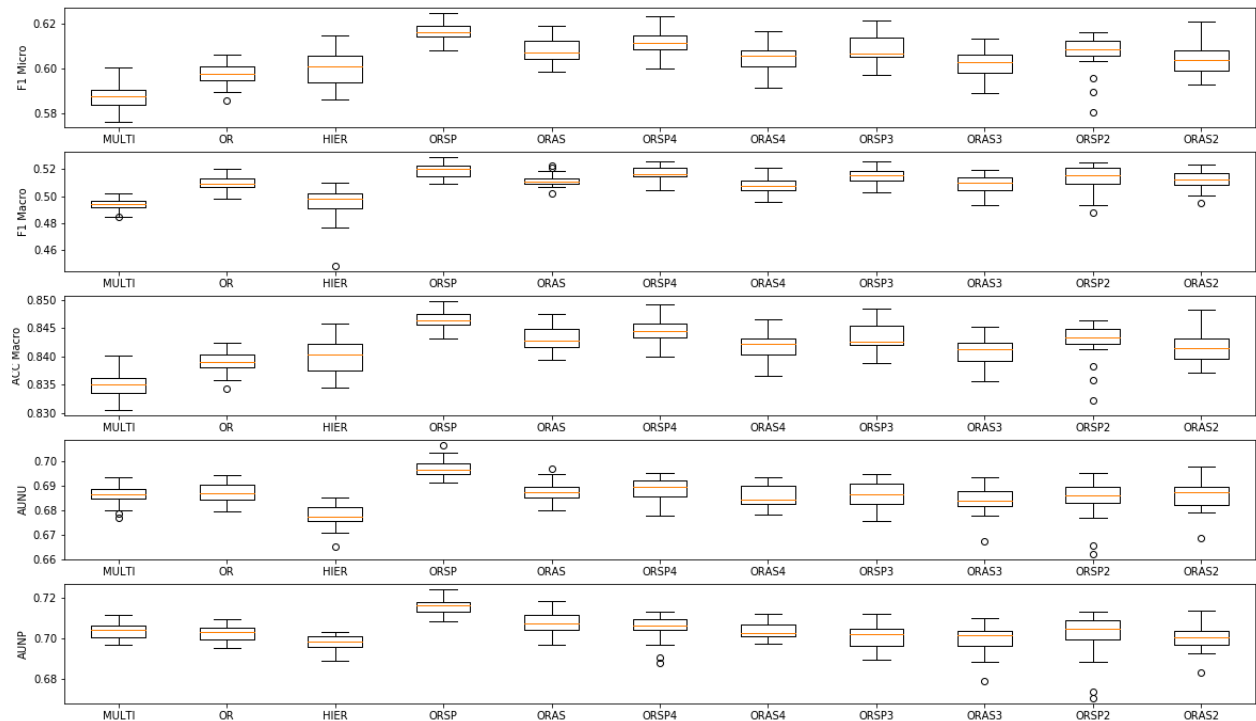 F1 Micro
0.62
0.60
0.58
MULTI OR HIER ORSP ORAS ORSP4 ORAS4 ORSP3 ORAS3 ORSP2 ORAS2
F1 Macro
0.52
0.50
0.48
0.46
MULTI OR HIER ORSP ORAS ORSP4 ORAS4 ORSP3 ORAS3 ORSP2 ORAS2
ACC Macro
0.850
0.845
0.840
0.835
0.830
MULTI OR HIER ORSP ORAS ORSP4 ORAS4 ORSP3 ORAS3 ORSP2 ORAS2
AUNU
0.70
0.69
0.68
0.67
0.66
MULTI OR HIER ORSP ORAS ORSP4 ORAS4 ORSP3 ORAS3 ORSP2 ORAS2
AUNP
0.72
0.70
0.68
MULTI OR HIER ORSP ORAS ORSP4 ORAS4 ORSP3 ORAS3 ORSP2 ORAS2